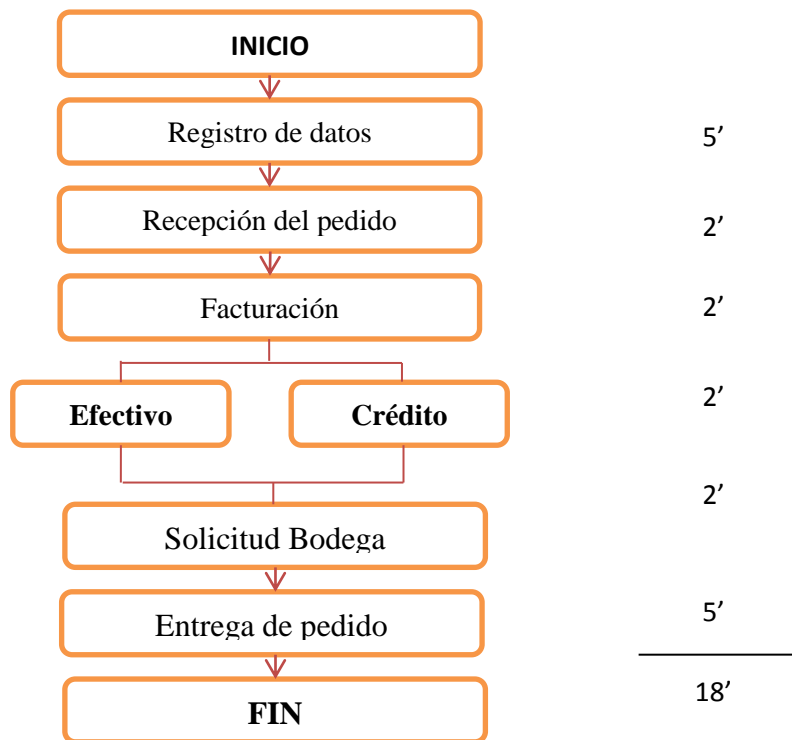 INICIO
Registro de datos 5’
Recepción del pedido 2’
Facturación 2’
Efectivo Crédito 2’
2’
Solicitud Bodega
Entrega de pedido 5’
FIN 18’